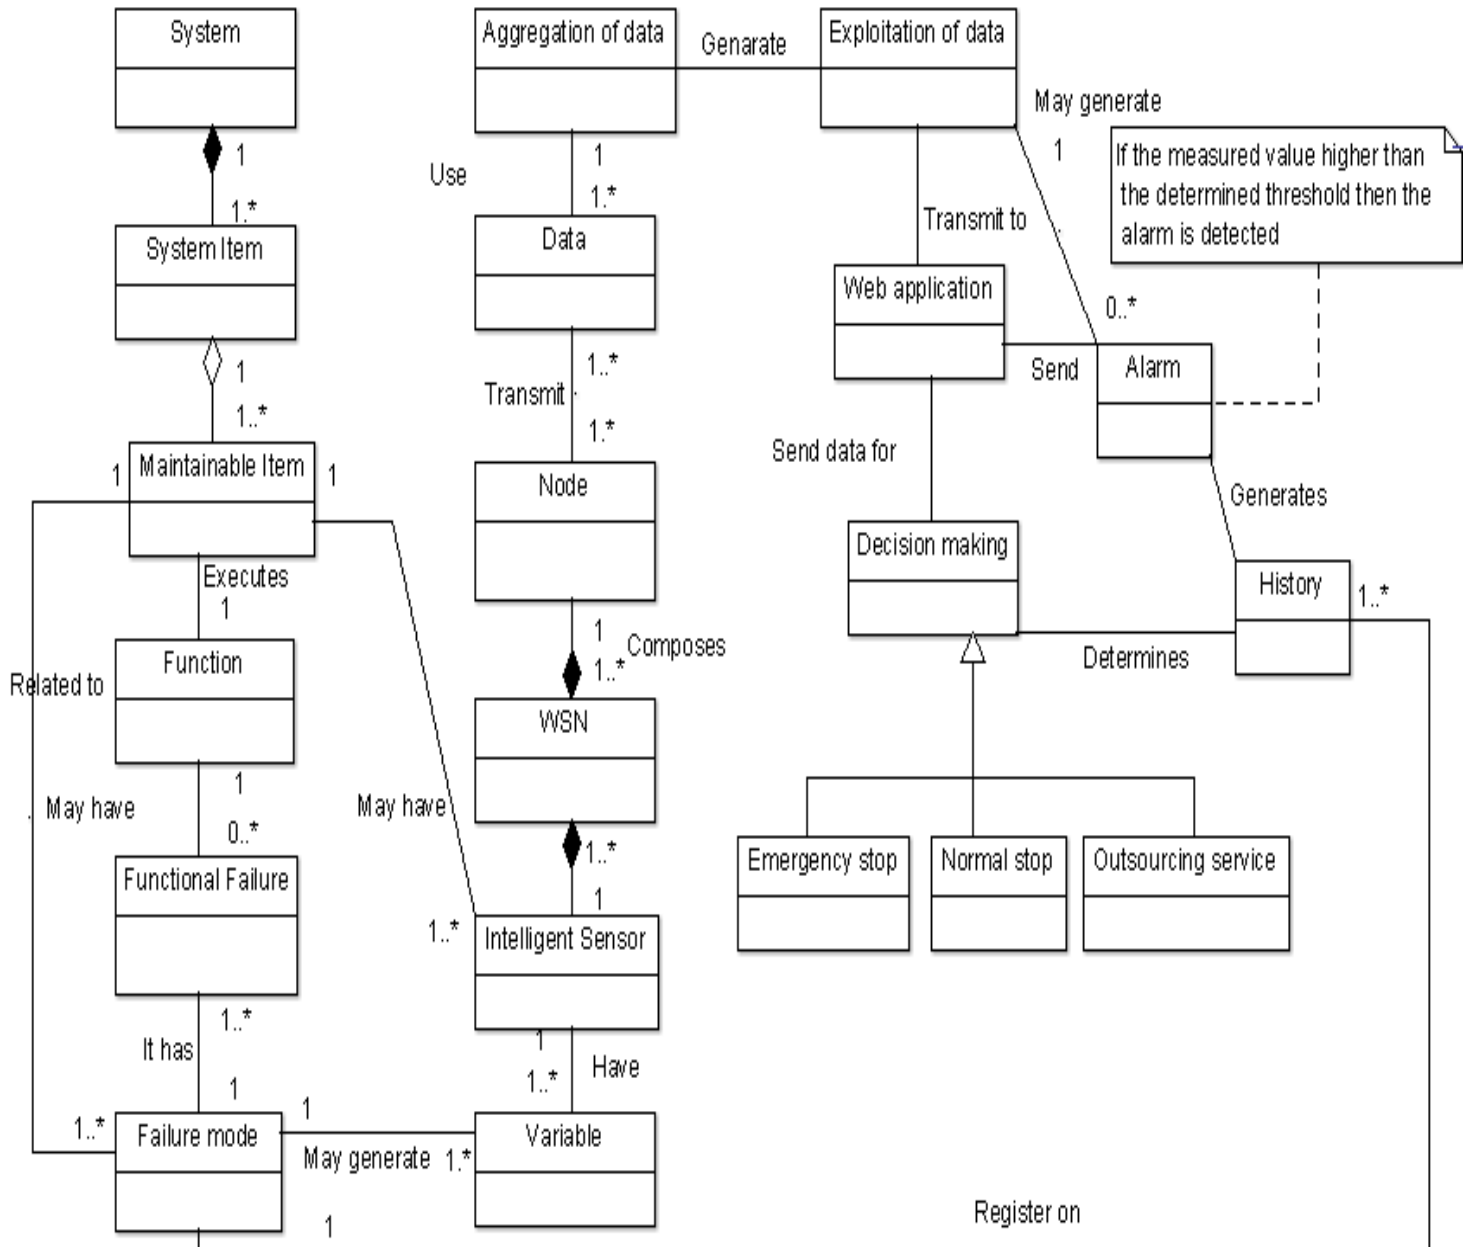 System
Aggregation of data
Genarate
Exploitation of data
May generate
1
If the measured value higher than
the determined threshold then the
alarm is detected
1
1.*
System Item
Use
1
1.*
Data
Transmit to
Web application
0..*
Send
Alarm
1
1..*
1..*
Transmit
1.*
Send data for
1
Maintainable Item
1
Node
Generates
Executes
1
Decision making
History
1..*
1
Composes
1..*
Determines
Function
Related to
WSN
1
May have
0..*
May have
1..*
1
Functional Failure
1..*
Intelligent Sensor
Emergency stop
Normal stop
Outsourcing service
1..*
It has
1
1
Have
1..*
1..*
Failure mode
1
May generate
1.*
Variable
1
Register on